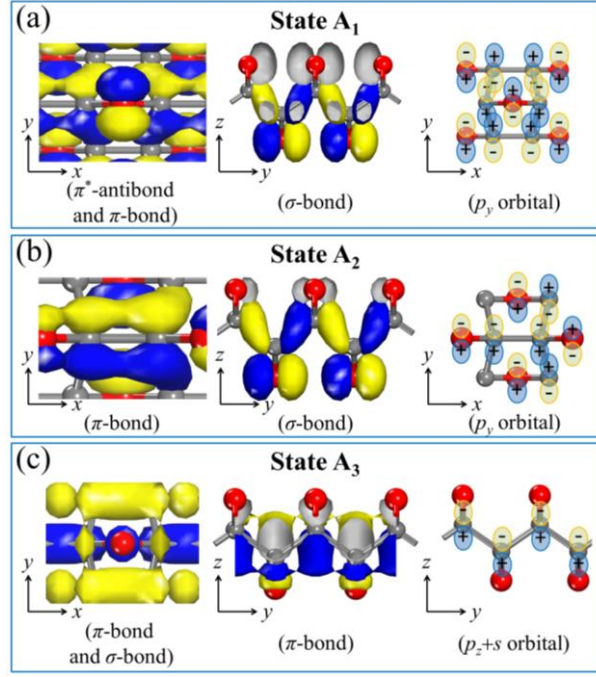 (a)
State A1
y
x
z
y
y
x
(π*-antibond
and π-bond)
(σ-bond)
(py orbital)
(b)
State A2
y
x
z
y
y
x
(π-bond)
(σ-bond)
(py orbital)
(c)
State A3
y
x
z
y
z
y
(π-bond
and σ-bond)
(π-bond)
(pz+s orbital)